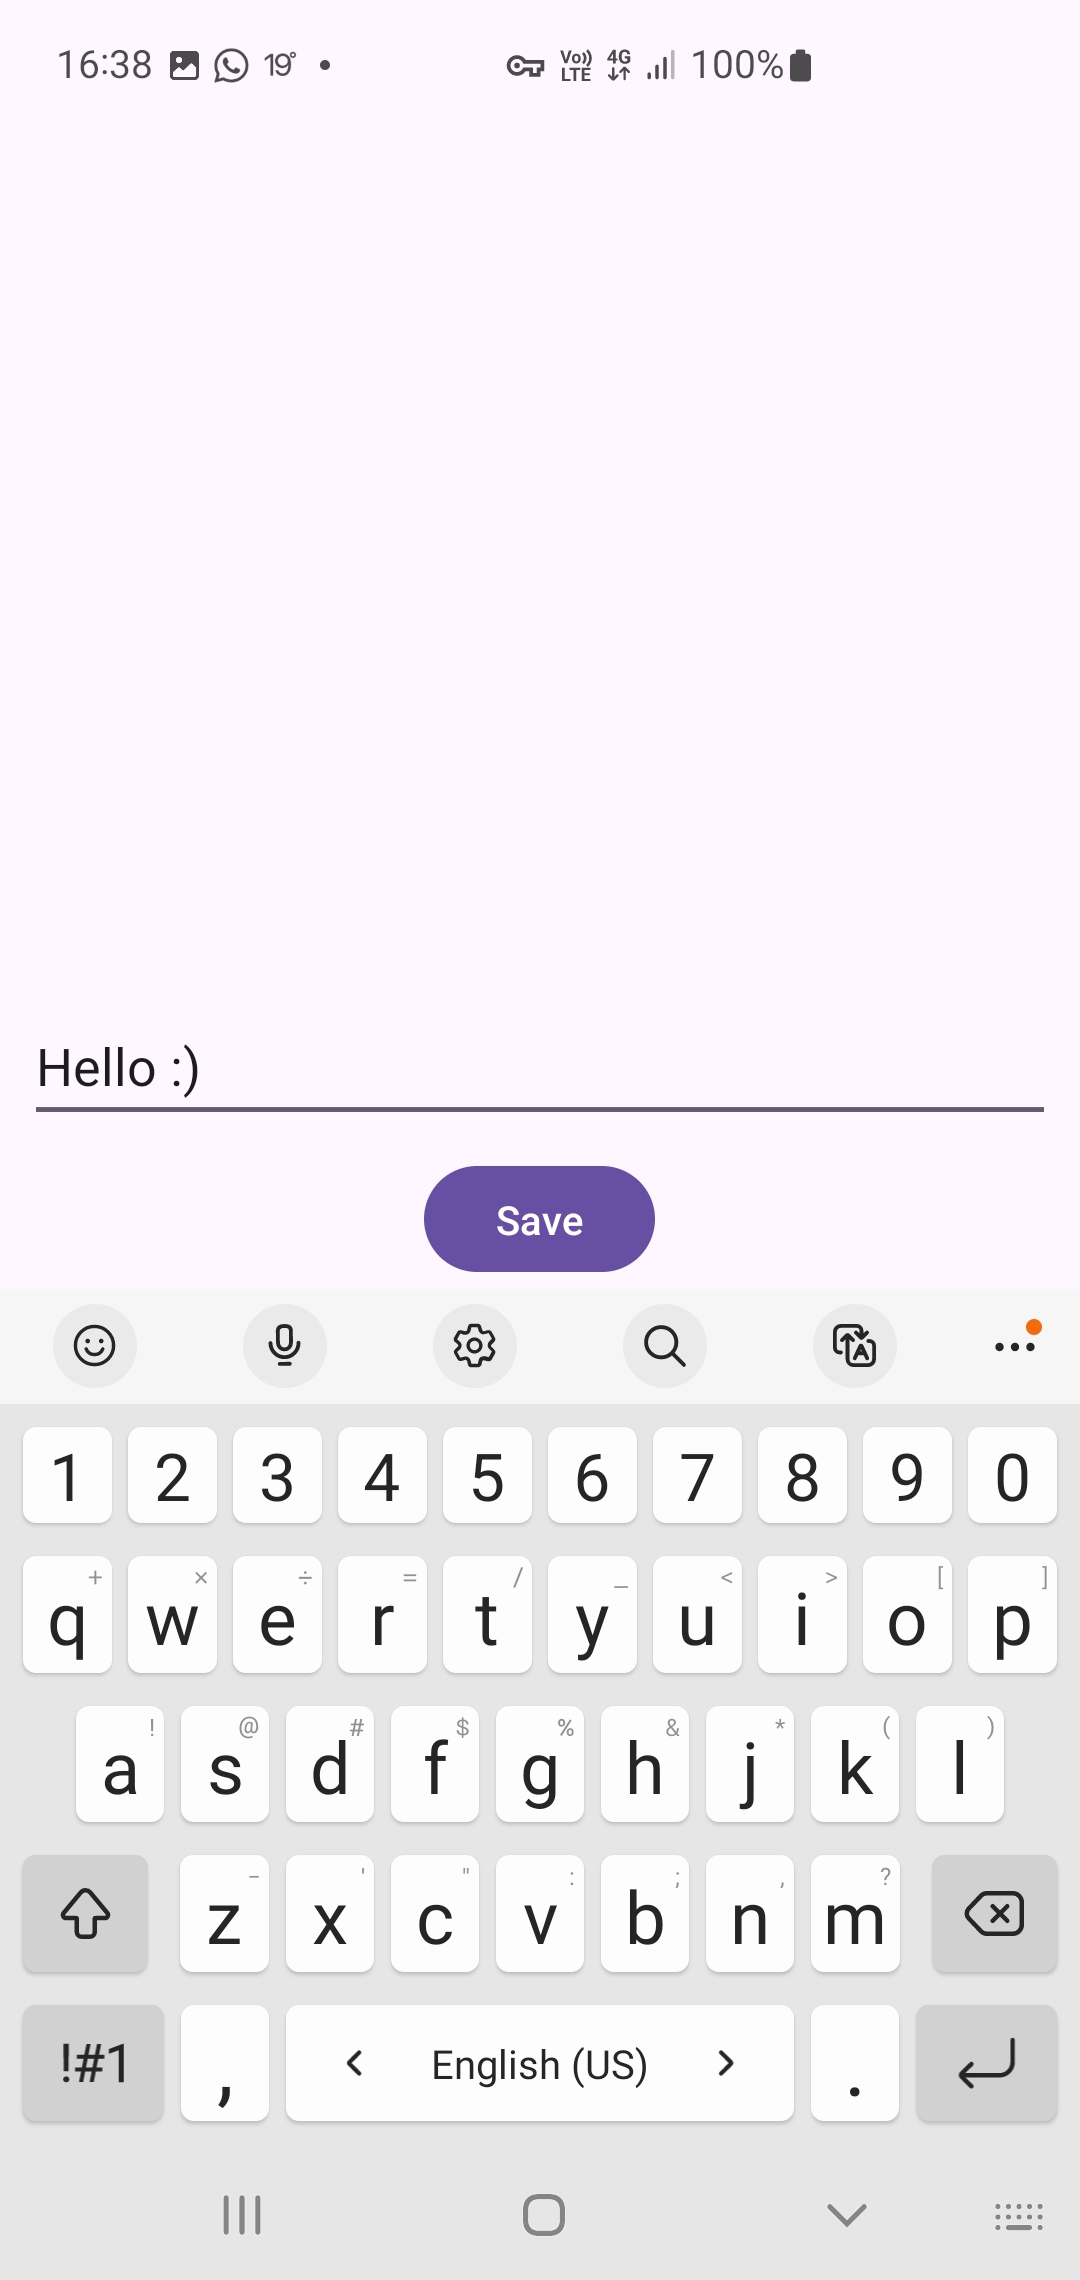 16:38 19° 100%
Vo)) LTE 4G
Hello :)
Save
1 2 3 4 5 6 7 8 9 0
+ × ÷ = / _ < > [ ]
q w e r t y u i o p
! @ # $ % & * ( )
a s d f g h j k l
- ' " : ; , ?
z x c v b n m
!#1 , < English (US) > .